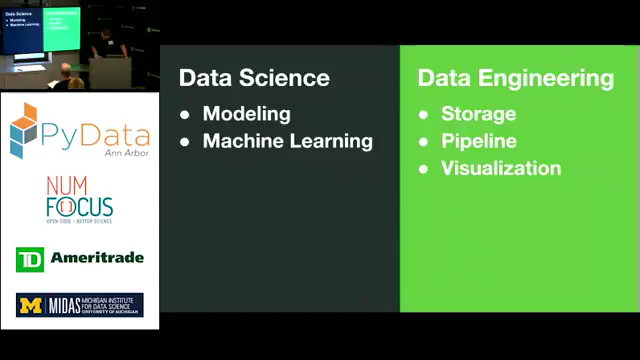 Data Science
● Modeling
● Machine Learning
Data Engineering
● Storage
● Pipeline
● Visualization
PyData
Ann Arbor
NUM
FOCUS
OPEN CODE = BETTER SCIENCE
TD Ameritrade
M MIDAS
MICHIGAN INSTITUTE
FOR DATA SCIENCE
UNIVERSITY OF MICHIGAN